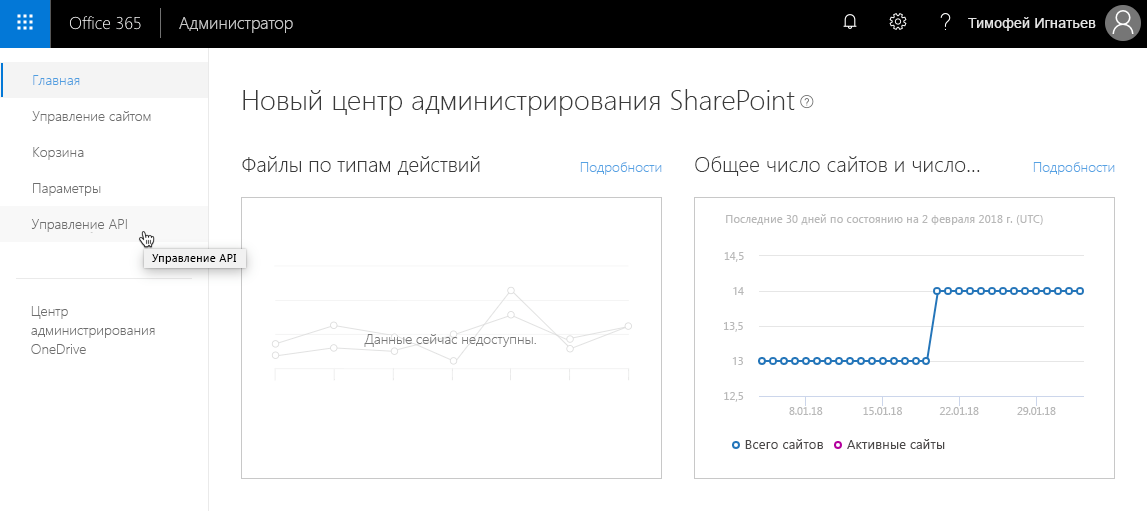 Office 365
Администратор
?
Тимофей Игнатьев
Главная
Управление сайтом
Корзина
Параметры
Управление API
Управление API
Центр
администрирования
OneDrive
Новый центр администрирования SharePoint ?
Файлы по типам действий
Подробности
Данные сейчас недоступны.
Общее число сайтов и число...
Подробности
Последние 30 дней по состоянию на 2 февраля 2018 г. (UTC)
14,5
14
13,5
13
12,5
8.01.18 15.01.18 22.01.18 29.01.18
Всего сайтов Активные сайты